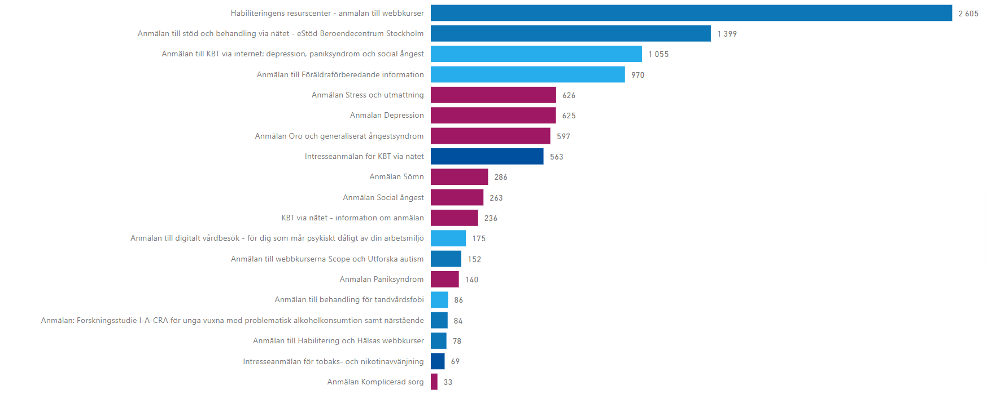 Habiliteringens resurscenter - anmälan till webbkurser 2 605
Anmälan till stöd och behandling via nätet - eStöd Beroendecentrum Stockholm 1 399
Anmälan till KBT via internet: depression, paniksyndrom och social ångest 1 055
Anmälan till Föräldraförberedande information 970
Anmälan Stress och utmattning 626
Anmälan Depression 625
Anmälan Oro och generaliserat ångestsyndrom 597
Intresseanmälan för KBT via nätet 563
Anmälan Sömn 286
Anmälan Social ångest 263
KBT via nätet - information om anmälan 236
Anmälan till digitalt vårdbesök - för dig som mår psykiskt dåligt av din arbetsmiljö 175
Anmälan till webbkurserna Scope och Utforska autism 152
Anmälan Paniksyndrom 140
Anmälan till behandling för tandvårdsfobi 86
Anmälan: Forskningsstudie I-A-CRA för unga vuxna med problematisk alkoholkonsumtion samt närstående 84
Anmälan till Habilitering och Hälsas webbkurser 78
Intresseanmälan för tobaks- och nikotinavvänjning 69
Anmälan Komplicerad sorg 33